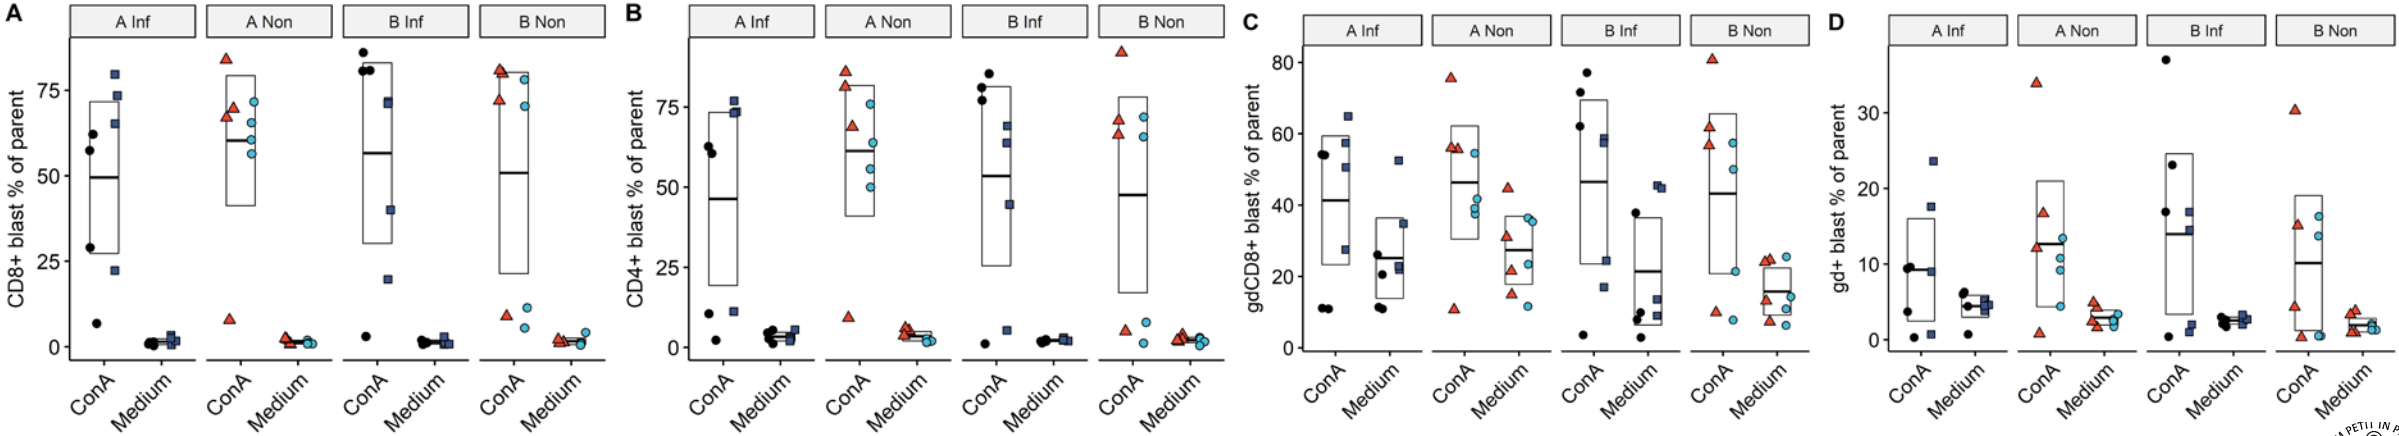 A
A Inf
A Non
B Inf
B Non
CD8+ blast % of parent
75
50
25
0
ConA
Medium
ConA
Medium
ConA
Medium
ConA
Medium
B
A Inf
A Non
B Inf
B Non
CD4+ blast % of parent
75
50
25
0
ConA
Medium
ConA
Medium
ConA
Medium
ConA
Medium
C
A Inf
A Non
B Inf
B Non
gdCD8+ blast % of parent
80
60
40
20
0
ConA
Medium
ConA
Medium
ConA
Medium
ConA
Medium
D
A Inf
A Non
B Inf
B Non
gd+ blast % of parent
30
20
10
0
ConA
Medium
ConA
Medium
ConA
Medium
ConA
Medium
PETIT IN